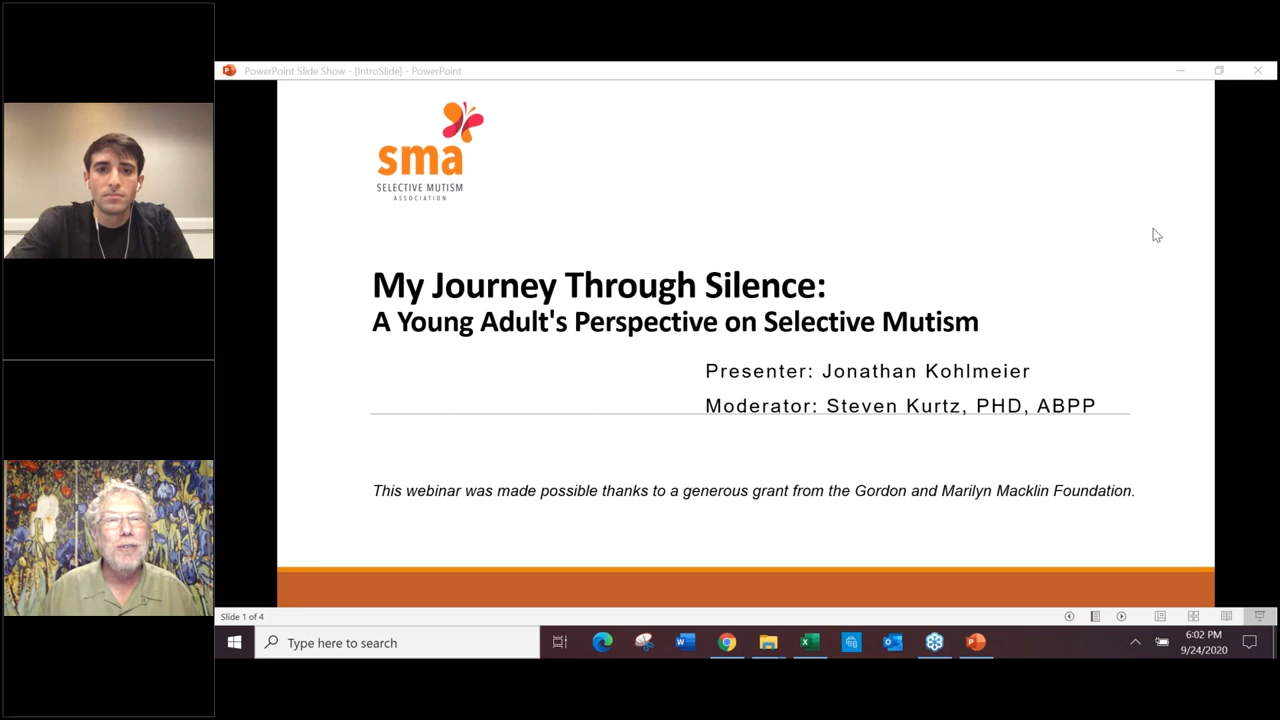 PowerPoint Slide Show - [IntroSlide] - PowerPoint
sma
SELECTIVE MUTISM
ASSOCIATION
My Journey Through Silence:
A Young Adult's Perspective on Selective Mutism
Presenter: Jonathan Kohlmeier
Moderator: Steven Kurtz, PHD, ABPP
This webinar was made possible thanks to a generous grant from the Gordon and Marilyn Macklin Foundation.
Slide 1 of 4
Type here to search
6:02 PM
9/24/2020